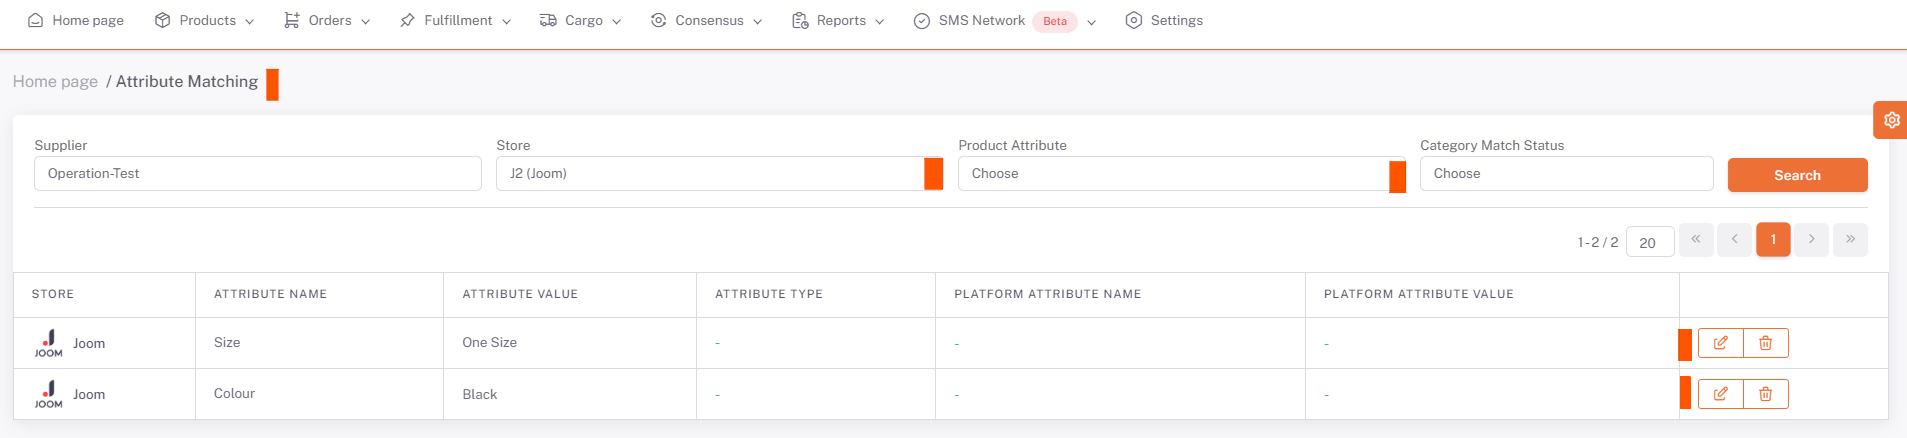 Home page Products Orders Fulfillment Cargo Consensus Reports SMS Network Beta Settings
Home page / Attribute Matching
Supplier Store Product Attribute Category Match Status
Operation-Test J2 (Joom) Choose Choose Search
1 - 2 / 2 20 « < 1 > »
STORE ATTRIBUTE NAME ATTRIBUTE VALUE ATTRIBUTE TYPE PLATFORM ATTRIBUTE NAME PLATFORM ATTRIBUTE VALUE
JOOM Joom Size One Size - - -
JOOM Joom Colour Black - - -